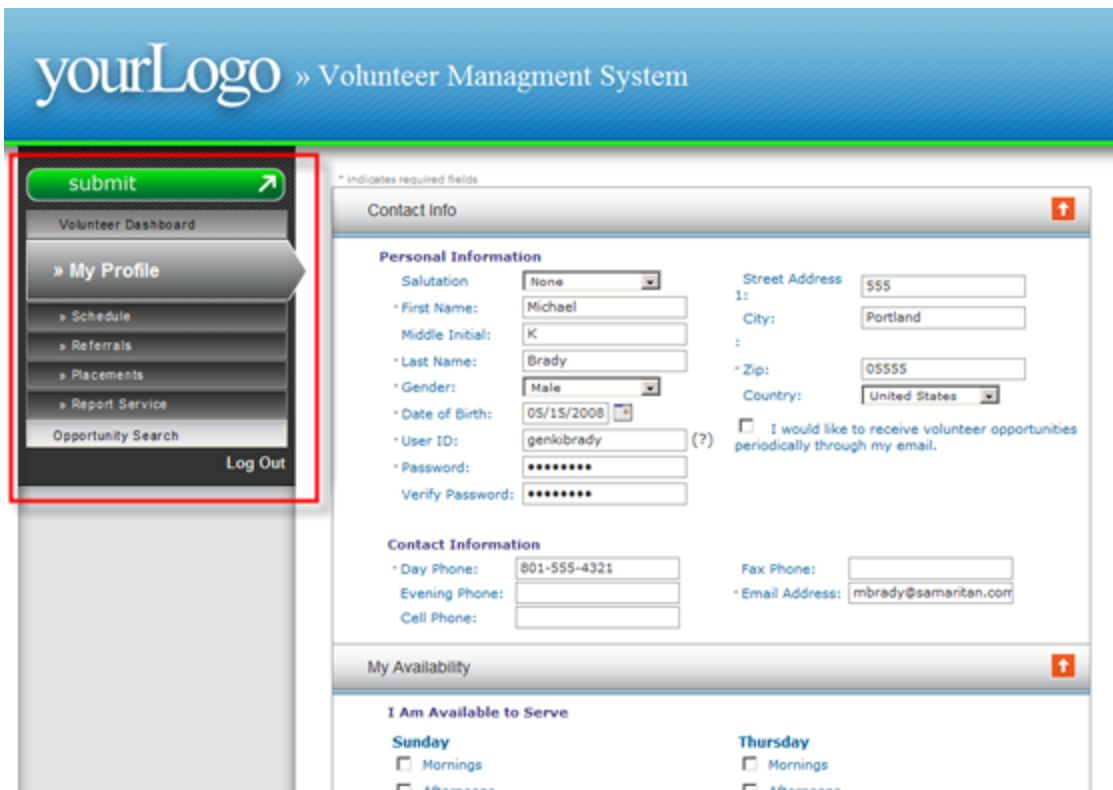 yourLogo » Volunteer Managment System
submit
Volunteer Dashboard
» My Profile
» Schedule
» Referrals
» Placements
» Report Service
Opportunity Search
Log Out
* indicates required fields
Contact Info
Personal Information
Salutation None
* First Name: Michael
Middle Initial: K
* Last Name: Brady
* Gender: Male
* Date of Birth: 05/15/2008
* User ID: genkibrady (?)
* Password: ••••••••
Verify Password: ••••••••
Street Address
1: 555
City: Portland
:
* Zip: 05555
Country: United States
I would like to receive volunteer opportunities
periodically through my email.
Contact Information
* Day Phone: 801-555-4321
Evening Phone:
Cell Phone:
Fax Phone:
* Email Address: mbrady@samaritan.com
My Availability
I Am Available to Serve
Sunday
Mornings
Afternoons
Thursday
Mornings
Afternoons